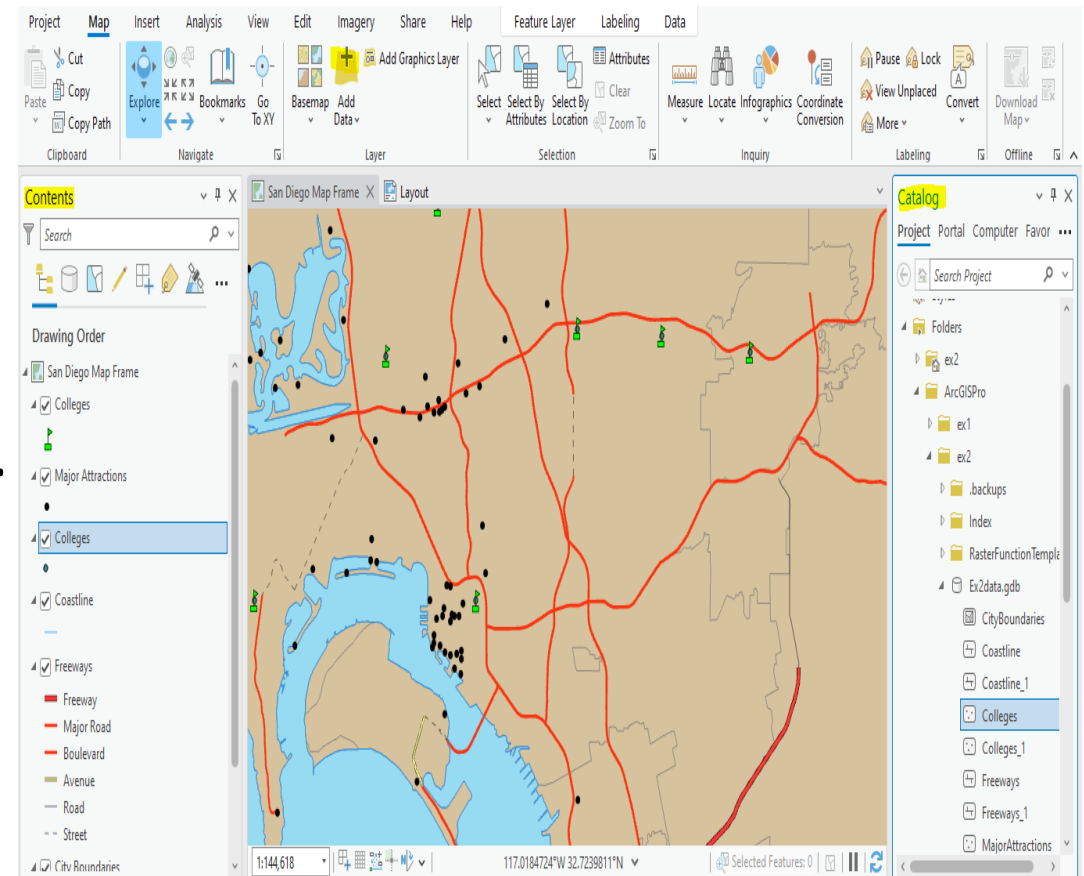 Project Map Insert Analysis View Edit Imagery Share Help Feature Layer Labeling Data
Cut
Copy
Copy Path
Paste
Clipboard
Explore
Bookmarks
Go To XY
Navigate
Basemap
Add Data
Add Graphics Layer
Layer
Select
Select By Attributes
Select By Location
Attributes
Clear
Zoom To
Selection
Measure
Locate
Infographics
Coordinate Conversion
Inquiry
Pause
Lock
View Unplaced
More
Convert
Labeling
Download Map
Offline
Contents
Search
Drawing Order
San Diego Map Frame
Colleges
Major Attractions
Colleges
Coastline
Freeways
Freeway
Major Road
Boulevard
Avenue
Road
Street
City Boundaries
San Diego Map Frame
Layout
1:144,618
117.0184724°W 32.7239811°N
Selected Features: 0
Catalog
Project Portal Computer Favor
Search Project
Folders
ex2
ArcGISPro
ex1
ex2
.backups
Index
RasterFunctionTempla
Ex2data.gdb
CityBoundaries
Coastline
Coastline_1
Colleges
Colleges_1
Freeways
Freeways_1
MajorAttractions